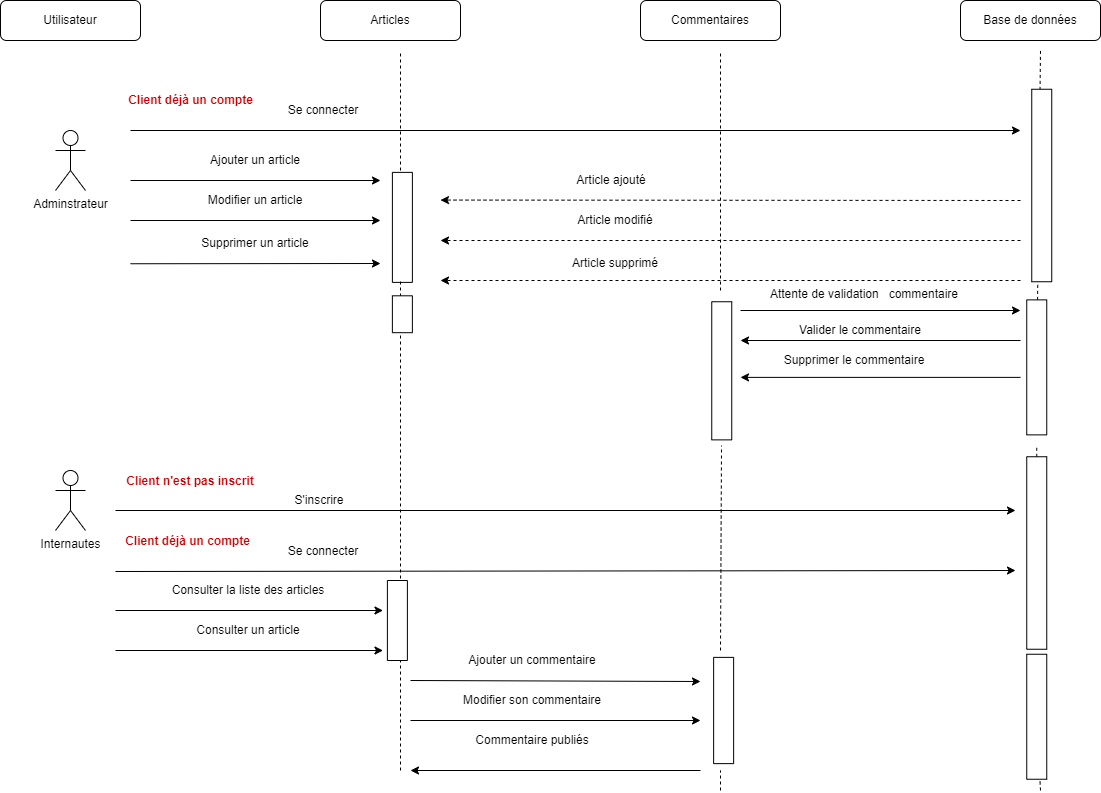 Utilisateur
Articles
Commentaires
Base de données
Client déjà un compte
Se connecter
Ajouter un article
Article ajouté
Modifier un article
Adminstrateur
Article modifié
Supprimer un article
Article supprimé
Attente de validation commentaire
Valider le commentaire
Supprimer le commentaire
Client n'est pas inscrit
S'inscrire
Internautes
Client déjà un compte
Se connecter
Consulter la liste des articles
Consulter un article
Ajouter un commentaire
Modifier son commentaire
Commentaire publiés